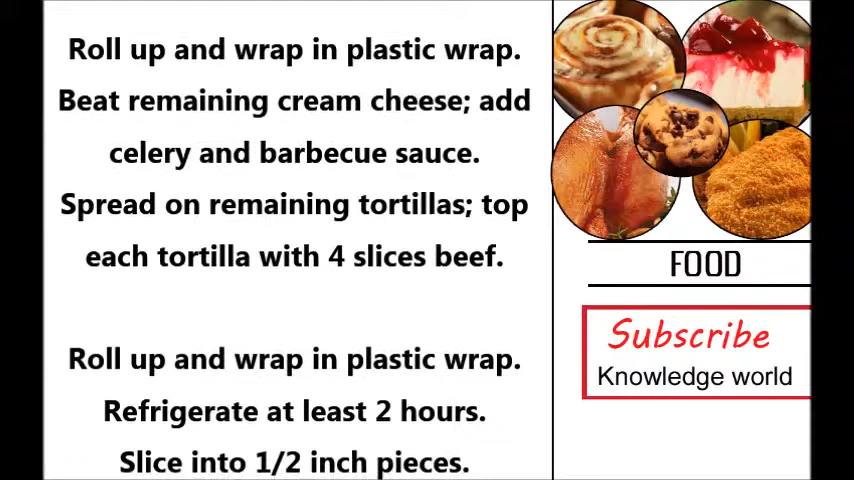 Roll up and wrap in plastic wrap.
Beat remaining cream cheese; add
celery and barbecue sauce.
Spread on remaining tortillas; top
each tortilla with 4 slices beef.
Roll up and wrap in plastic wrap.
Refrigerate at least 2 hours.
Slice into 1/2 inch pieces.
FOOD
Subscribe
Knowledge world